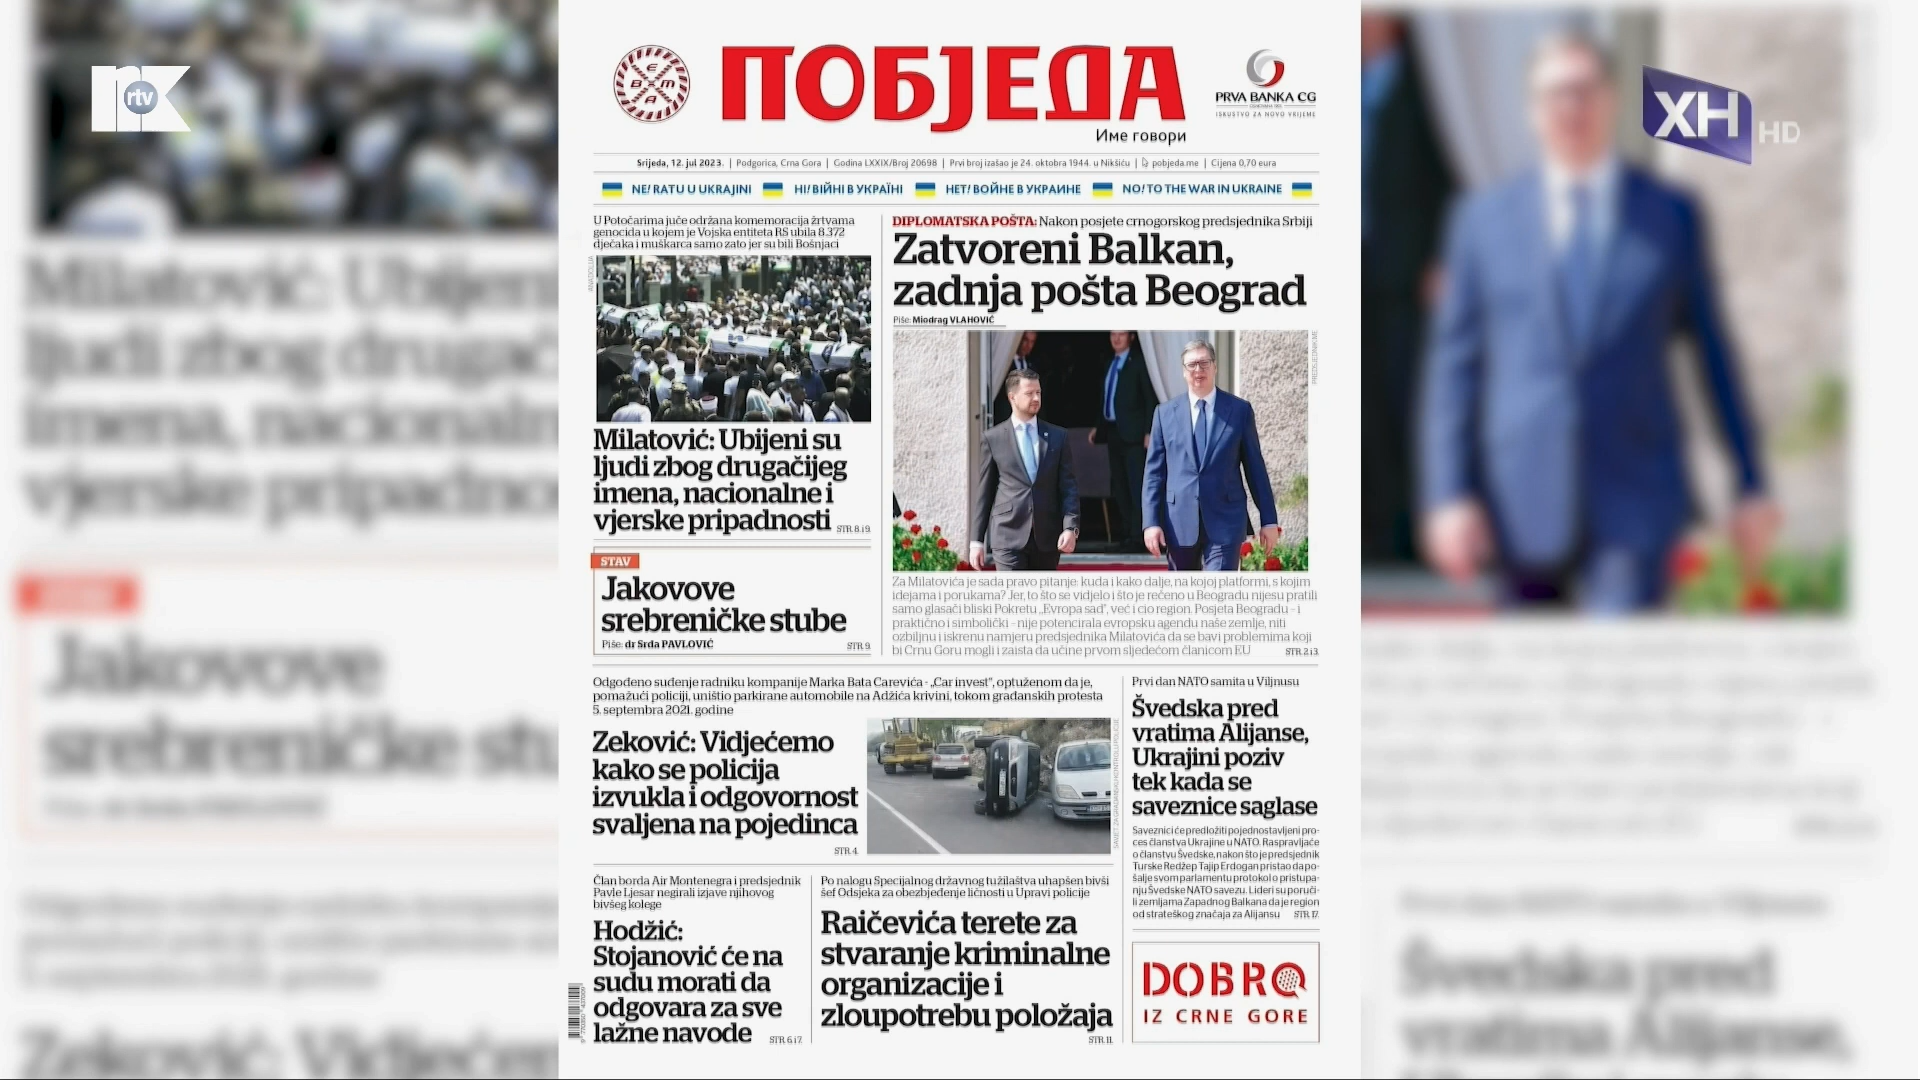 rtv
XH HD
ПОБЈЕДА
Име говори
PRVA BANKA CG
ISKUSTVO ZA NOVO VRIJEME
Srijeda, 12. jul 2023. | Podgorica, Crna Gora | Godina LXXIX/Broj 20698 | Prvi broj izašao je 24. oktobra 1944. u Nikšiću | pobjeda.me | Cijena 0,70 eura
NE! RATU U UKRAJINI НІ! ВІЙНІ В УКРАЇНІ НЕТ! ВОЙНЕ В УКРАИНЕ NO! TO THE WAR IN UKRAINE
U Potočarima juče održana komemoracija žrtvama
genocida u kojem je Vojska entiteta RS ubila 8.372
dječaka i muškarca samo zato jer su bili Bošnjaci
Milatović: Ubijeni su
ljudi zbog drugačijeg
imena, nacionalne i
vjerske pripadnosti STR. 8. i 9.
STAV
Jakovove
srebreničke stube
Piše: dr Srđa PAVLOVIĆ STR. 9.
DIPLOMATSKA POŠTA: Nakon posjete crnogorskog predsjednika Srbiji
Zatvoreni Balkan,
zadnja pošta Beograd
Piše: Miodrag VLAHOVIĆ
Za Milatovića je sada pravo pitanje: kuda i kako dalje, na kojoj platformi, s kojim
idejama i porukama? Jer, to što se vidjelo i što je rečeno u Beogradu nijesu pratili
samo glasači bliski Pokretu „Evropa sad“, već i cio region. Posjeta Beogradu – i
praktično i simbolički – nije potencirala evropsku agendu naše zemlje, niti
ozbiljnu i iskrenu namjeru predsjednika Milatovića da se bavi problemima koji
bi Crnu Goru mogli i zaista da učine prvom sljedećom članicom EU STR. 2. i 3.
Odgođeno suđenje radniku kompanije Marka Bata Carevića - „Car invest“, optuženom da je,
pomažući policiji, uništio parkirane automobile na Adžića krivini, tokom građanskih protesta
5. septembra 2021. godine
Zeković: Vidjećemo
kako se policija
izvukla i odgovornost
svaljena na pojedinca
STR. 4.
Prvi dan NATO samita u Viljnusu
Švedska pred
vratima Alijanse,
Ukrajini poziv
tek kada se
saveznice saglase
Saveznici će predložiti pojednostavljeni pro-
ces članstva Ukrajine u NATO. Raspravljaće
o članstvu Švedske, nakon što je predsjednik
Turske Redžep Tajip Erdogan pristao da po-
šalje svom parlamentu protokol o pristupa-
nju Švedske NATO savezu. Lideri su poruči-
li zemljama Zapadnog Balkana da je region
od strateškog značaja za Alijansu STR. 17.
Član borda Air Montenegra i predsjednik
Pavle Ljesar negirali izjave njihovog
bivšeg kolege
Hodžić:
Stojanović će na
sudu morati da
odgovara za sve
lažne navode STR. 6. i 7.
Po nalogu Specijalnog državnog tužilaštva uhapšen bivši
šef Odsjeka za obezbjeđenje ličnosti u Upravi policije
Raičevića terete za
stvaranje kriminalne
organizacije i
zloupotrebu položaja
STR. 11.
DOBRO
IZ CRNE GORE